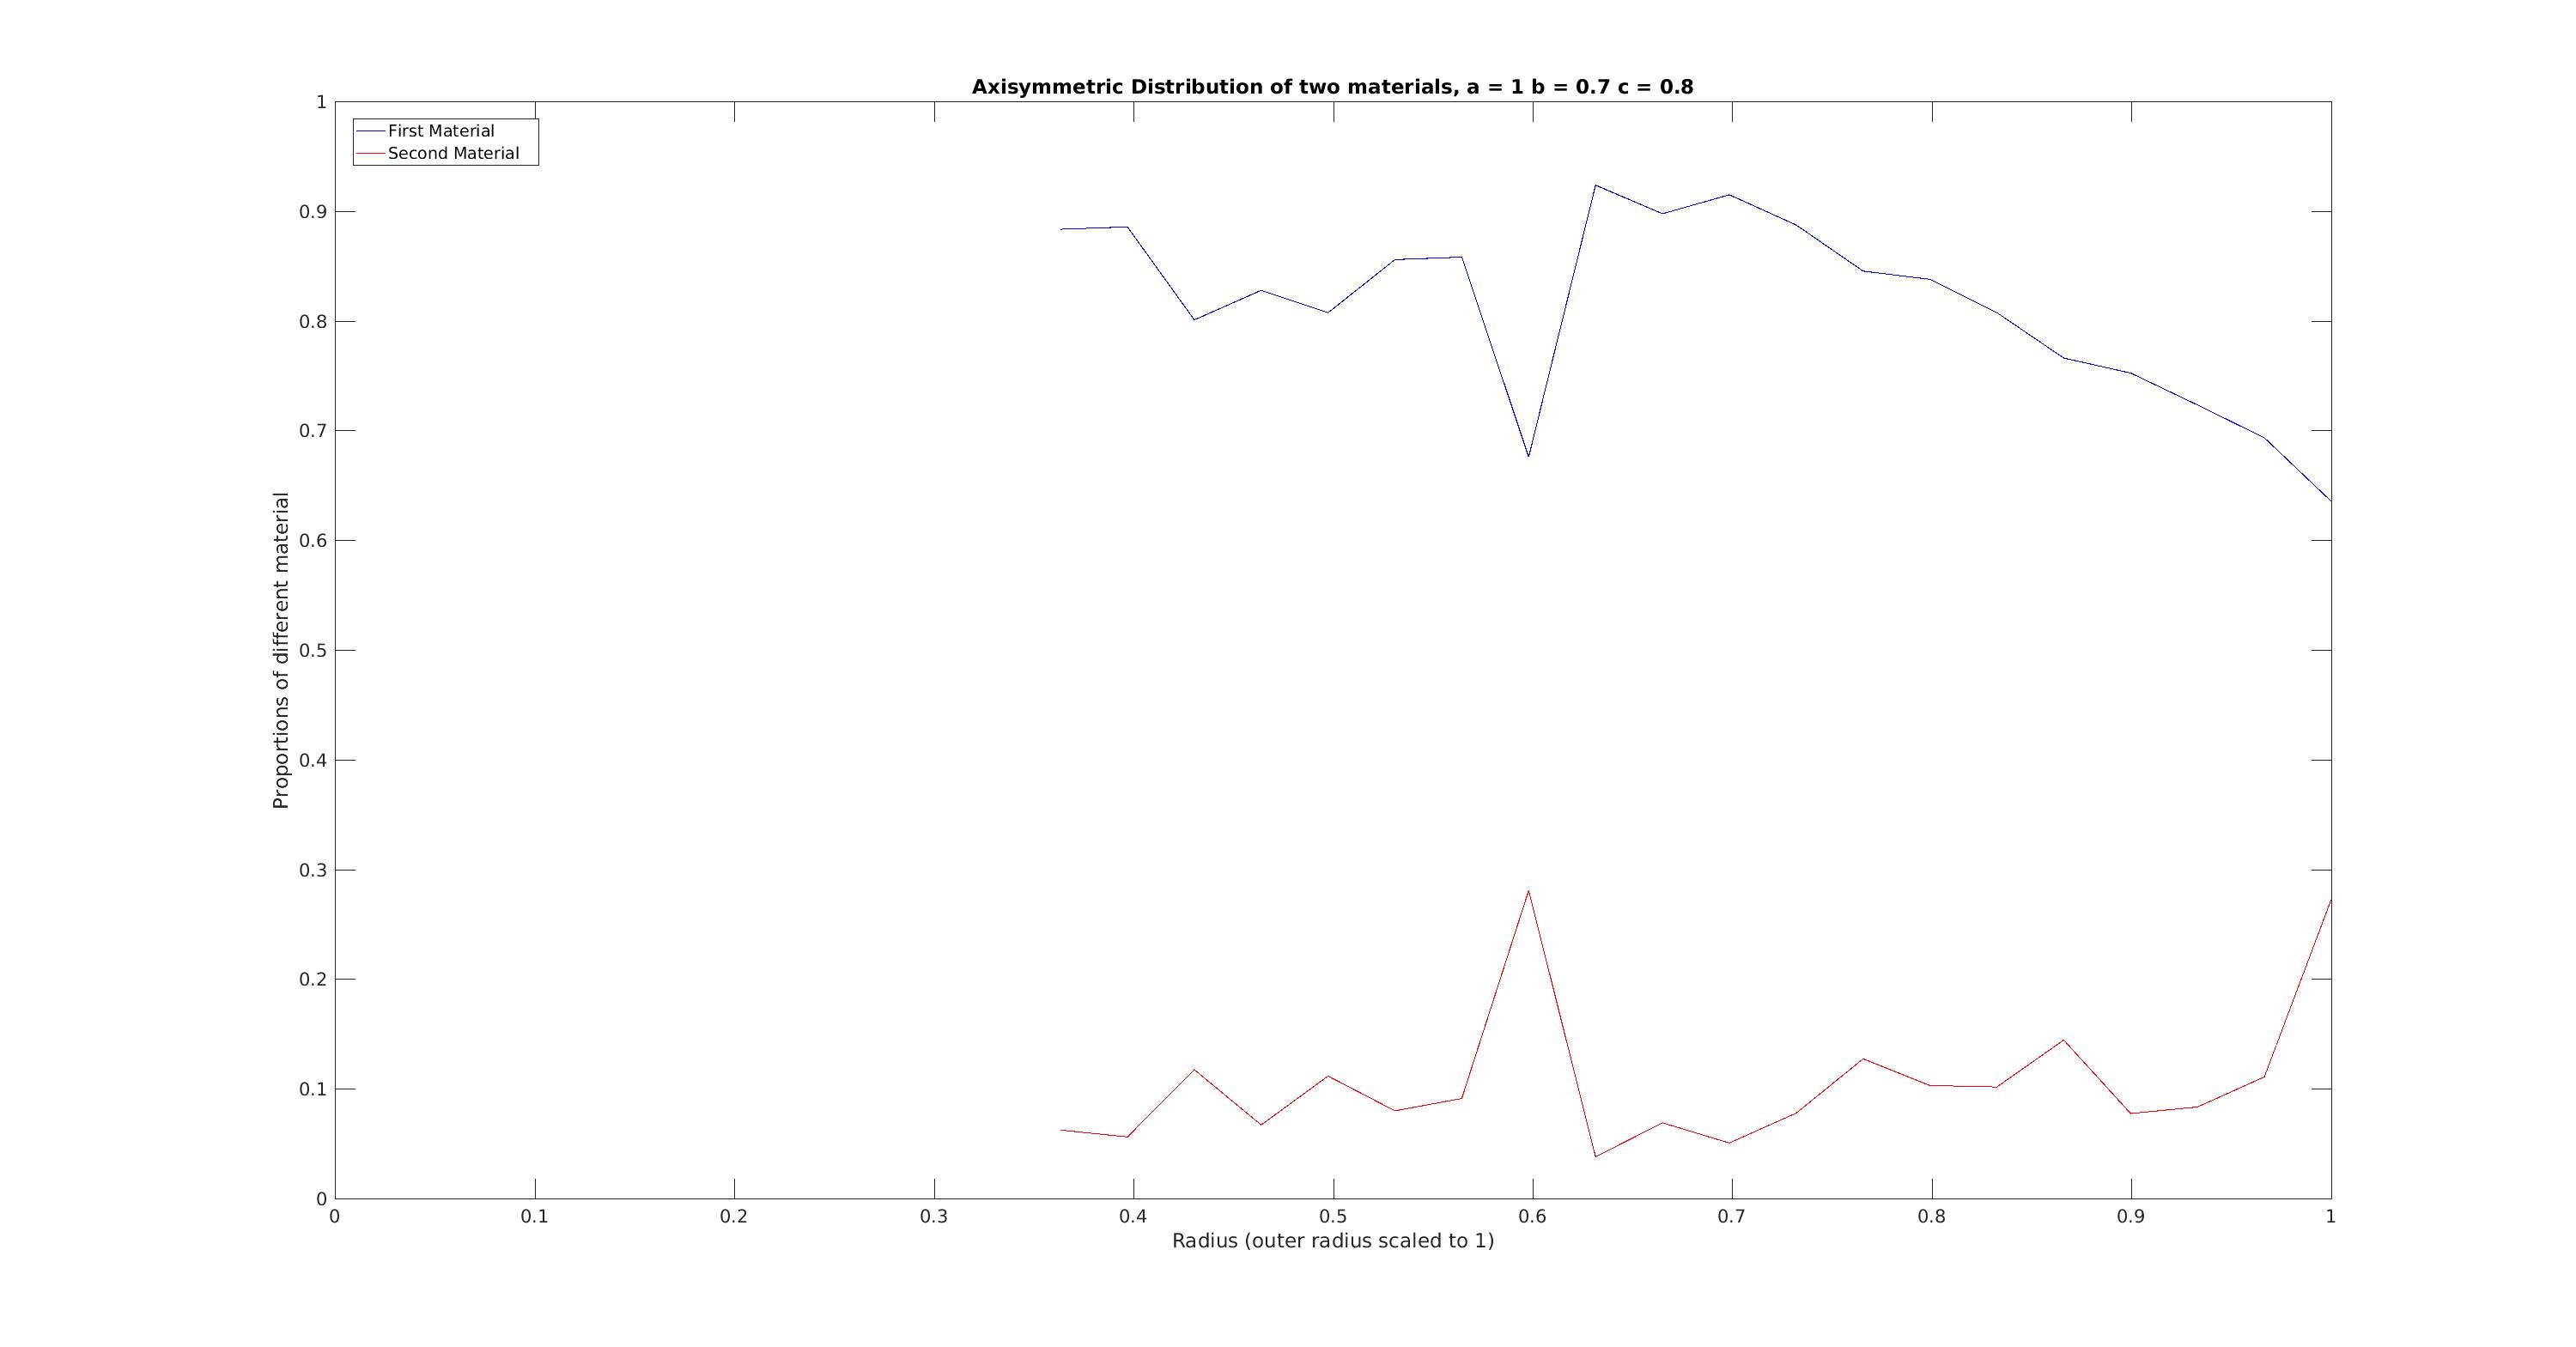 Axisymmetric Distribution of two materials, a = 1 b = 0.7 c = 0.8
First Material
Second Material
1
0.9
0.8
0.7
0.6
0.5
0.4
0.3
0.2
0.1
0
Proportions of different material
0 0.1 0.2 0.3 0.4 0.5 0.6 0.7 0.8 0.9 1
Radius (outer radius scaled to 1)